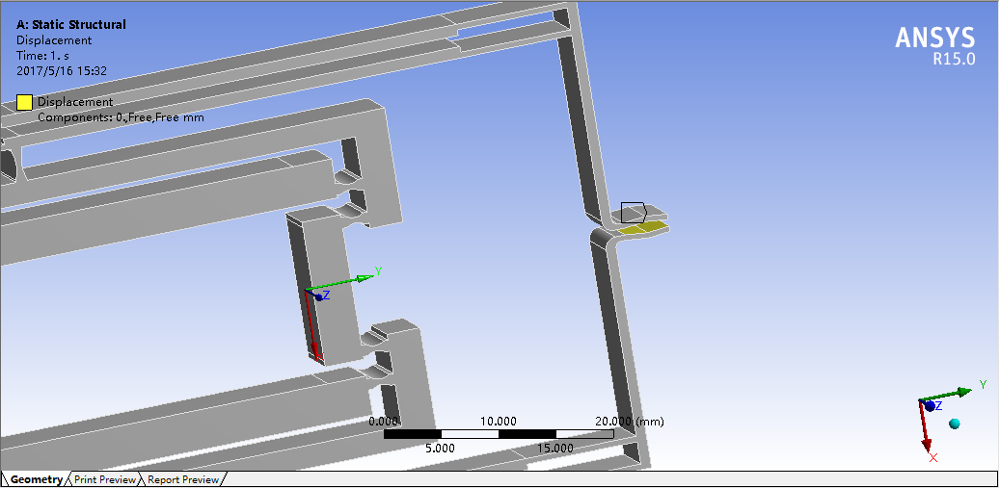 A: Static Structural
Displacement
Time: 1. s
2017/5/16 15:32
Displacement
Components: 0.,Free,Free mm
ANSYS
R15.0
Y
Z
0.000
10.000
20.000 (mm)
5.000
15.000
Y
Z
X
Geometry
Print Preview
Report Preview